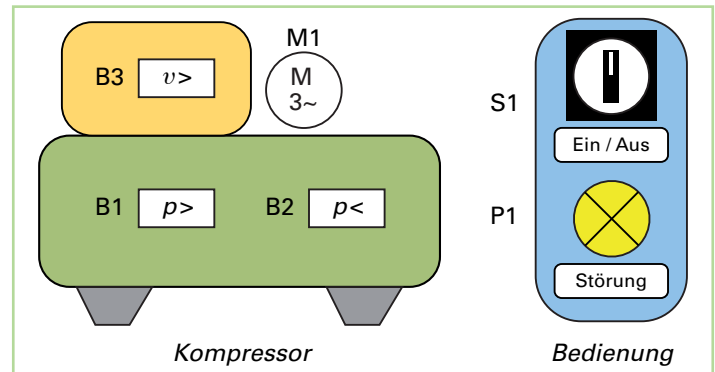 M1
B3
v>
M
3~
B1
p>
B2
p<
Kompressor
S1
Ein / Aus
P1
Störung
Bedienung